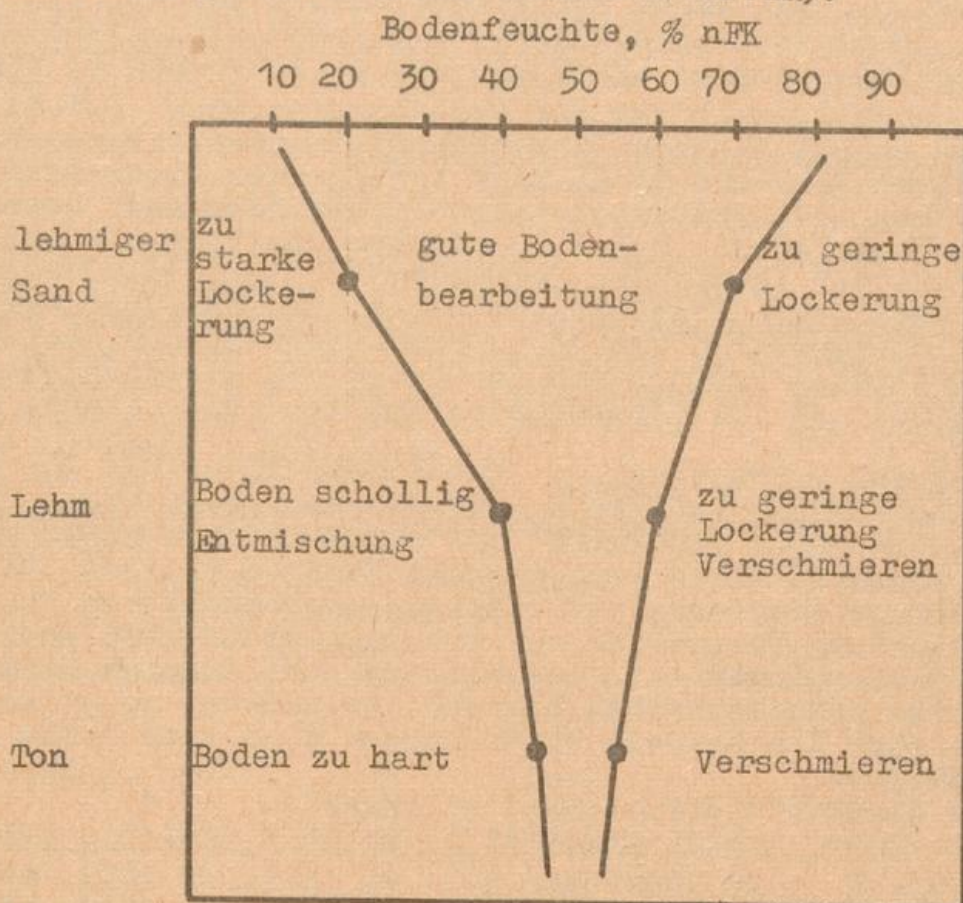 Bodenfeuchte, % nFK
10 20 30 40 50 60 70 80 90
lehmiger
Sand
zu
starke
Locke-
rung
gute Boden-
bearbeitung
zu geringe
Lockerung
Lehm
Boden schollig
Entmischung
zu geringe
Lockerung
Verschmieren
Ton
Boden zu hart
Verschmieren